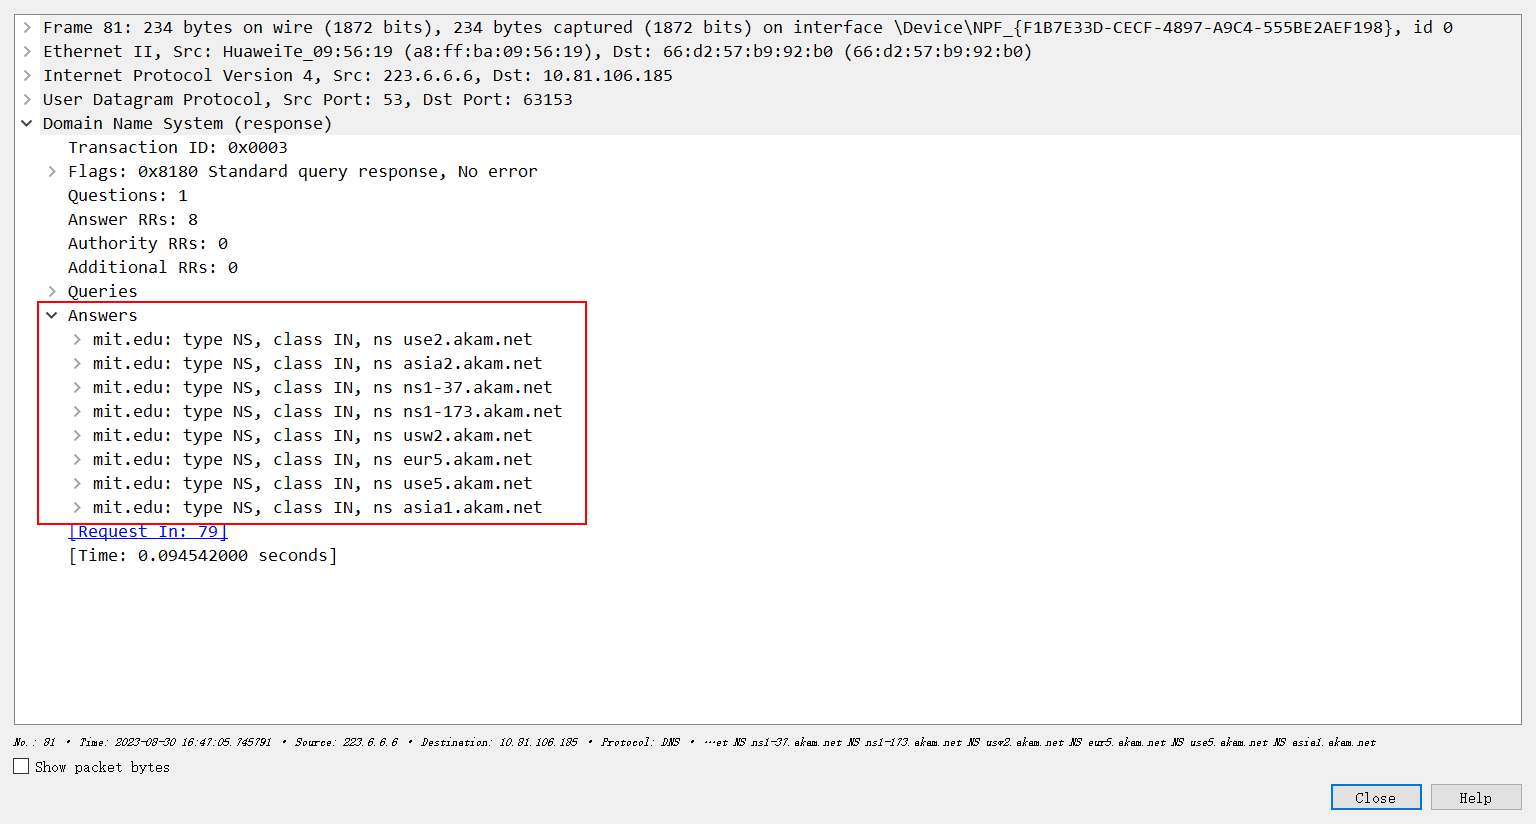 Frame 81: 234 bytes on wire (1872 bits), 234 bytes captured (1872 bits) on interface \Device\NPF_{F1B7E33D-CECF-4897-A9C4-555BE2AEF198}, id 0
Ethernet II, Src: HuaweiTe_09:56:19 (a8:ff:ba:09:56:19), Dst: 66:d2:57:b9:92:b0 (66:d2:57:b9:92:b0)
Internet Protocol Version 4, Src: 223.6.6.6, Dst: 10.81.106.185
User Datagram Protocol, Src Port: 53, Dst Port: 63153
Domain Name System (response)
Transaction ID: 0x0003
Flags: 0x8180 Standard query response, No error
Questions: 1
Answer RRs: 8
Authority RRs: 0
Additional RRs: 0
Queries
Answers
mit.edu: type NS, class IN, ns use2.akam.net
mit.edu: type NS, class IN, ns asia2.akam.net
mit.edu: type NS, class IN, ns ns1-37.akam.net
mit.edu: type NS, class IN, ns ns1-173.akam.net
mit.edu: type NS, class IN, ns usw2.akam.net
mit.edu: type NS, class IN, ns eur5.akam.net
mit.edu: type NS, class IN, ns use5.akam.net
mit.edu: type NS, class IN, ns asia1.akam.net
[Request In: 79]
[Time: 0.094542000 seconds]
No.: 81 · Time: 2023-08-30 16:47:05.745791 · Source: 223.6.6.6 · Destination: 10.81.106.185 · Protocol: DNS · …et NS ns1-37.akam.net NS ns1-173.akam.net NS usw2.akam.net NS eur5.akam.net NS use5.akam.net NS asia1.akam.net
Show packet bytes
Close Help